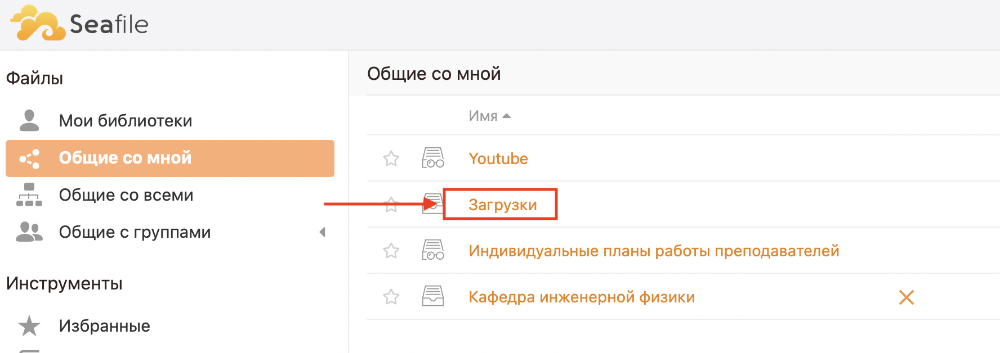 Seafile
Файлы
Мои библиотеки
Общие со мной
Общие со всеми
Общие с группами
Инструменты
Избранные
Общие со мной
Имя
Youtube
Загрузки
Индивидуальные планы работы преподавателей
Кафедра инженерной физики